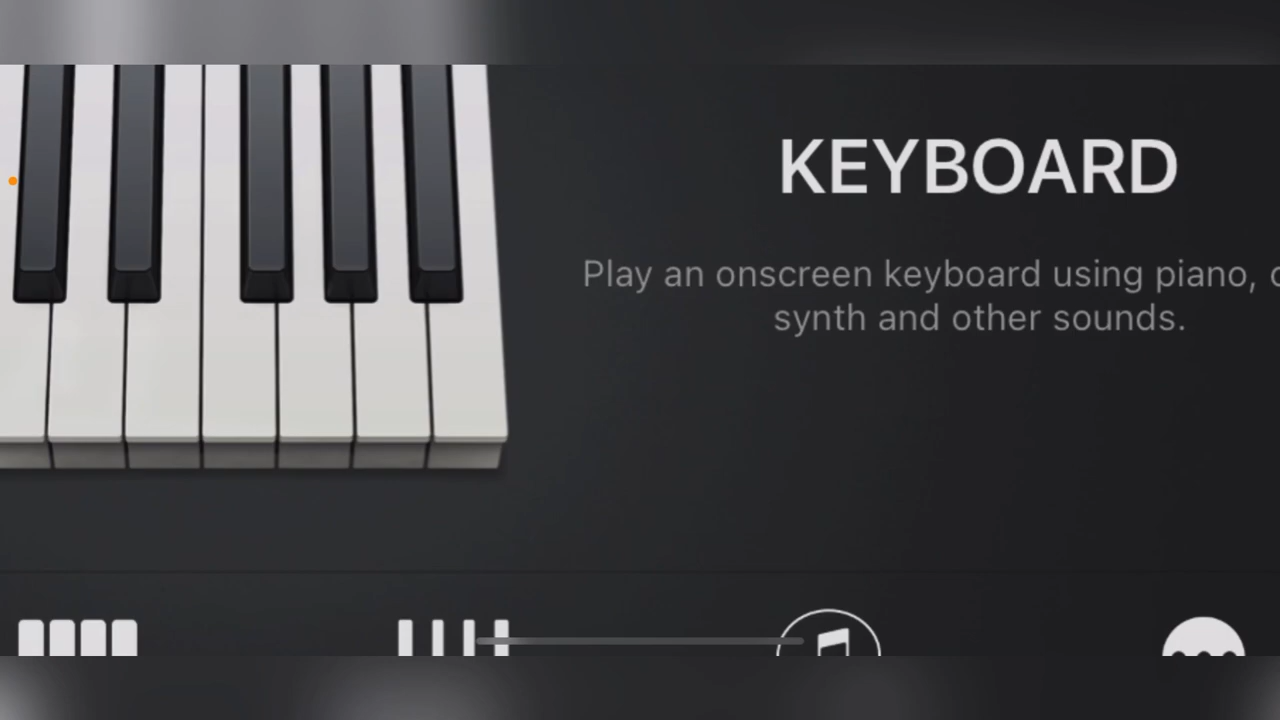 KEYBOARD
Play an onscreen keyboard using piano,
synth and other sounds.